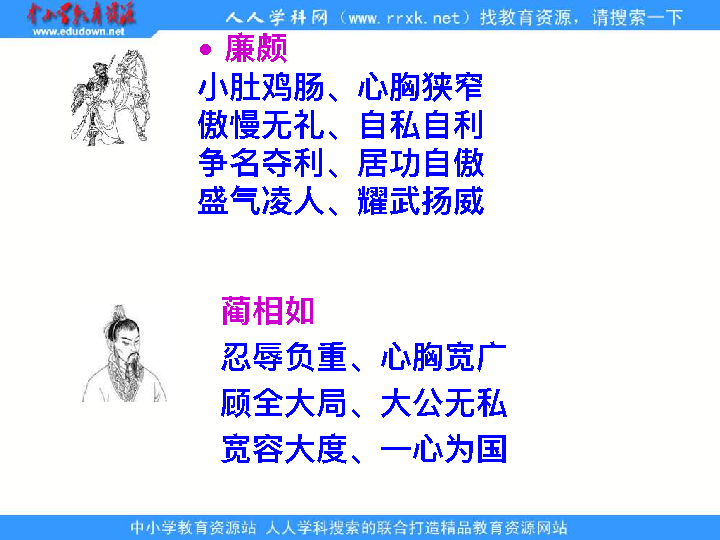 中小学教育资源
www.edudown.net
人人学科网（www.rrxk.net）找教育资源，请搜索一下
• 廉颇
小肚鸡肠、心胸狭窄
傲慢无礼、自私自利
争名夺利、居功自傲
盛气凌人、耀武扬威
蔺相如
忍辱负重、心胸宽广
顾全大局、大公无私
宽容大度、一心为国
中小学教育资源站 人人学科搜索的联合打造精品教育资源网站